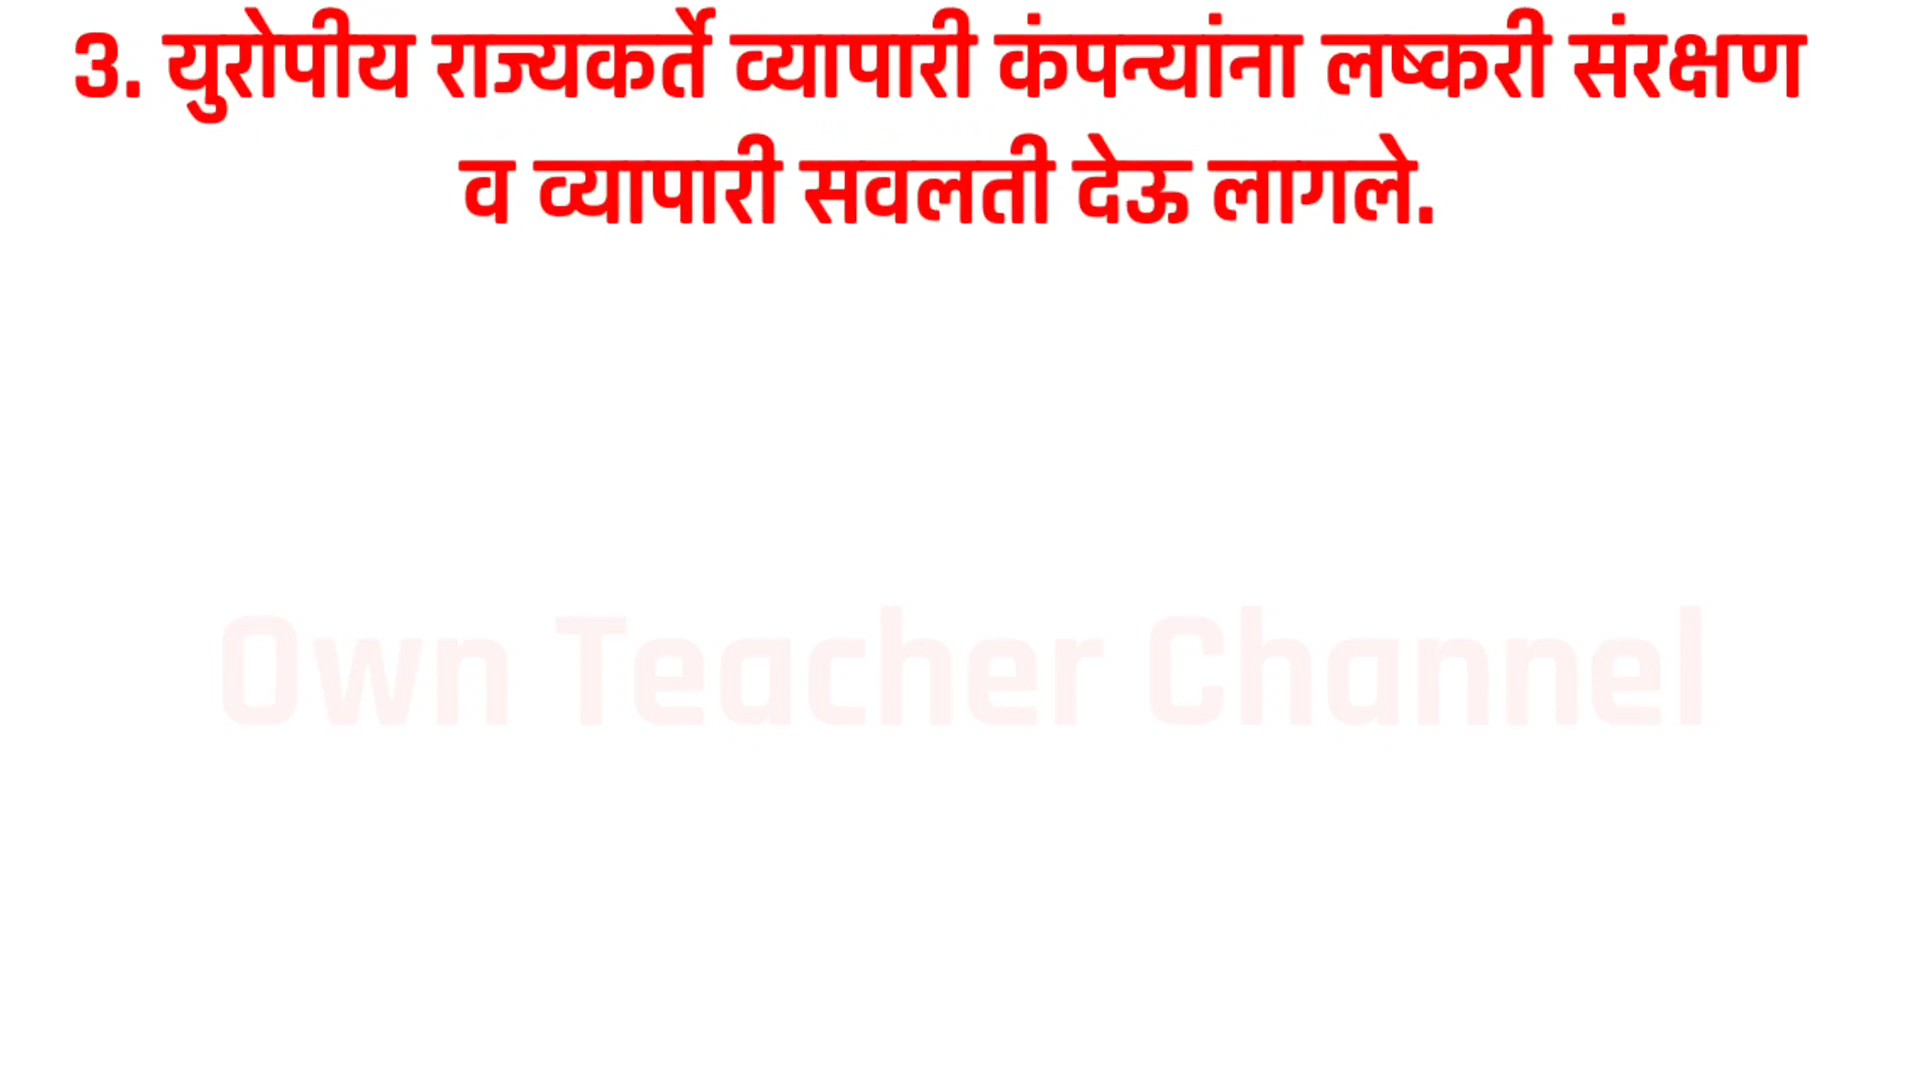 3. युरोपीय राज्यकर्ते व्यापारी कंपन्यांना लष्करी संरक्षण
व व्यापारी सवलती देऊ लागले.
Own Teacher Channel